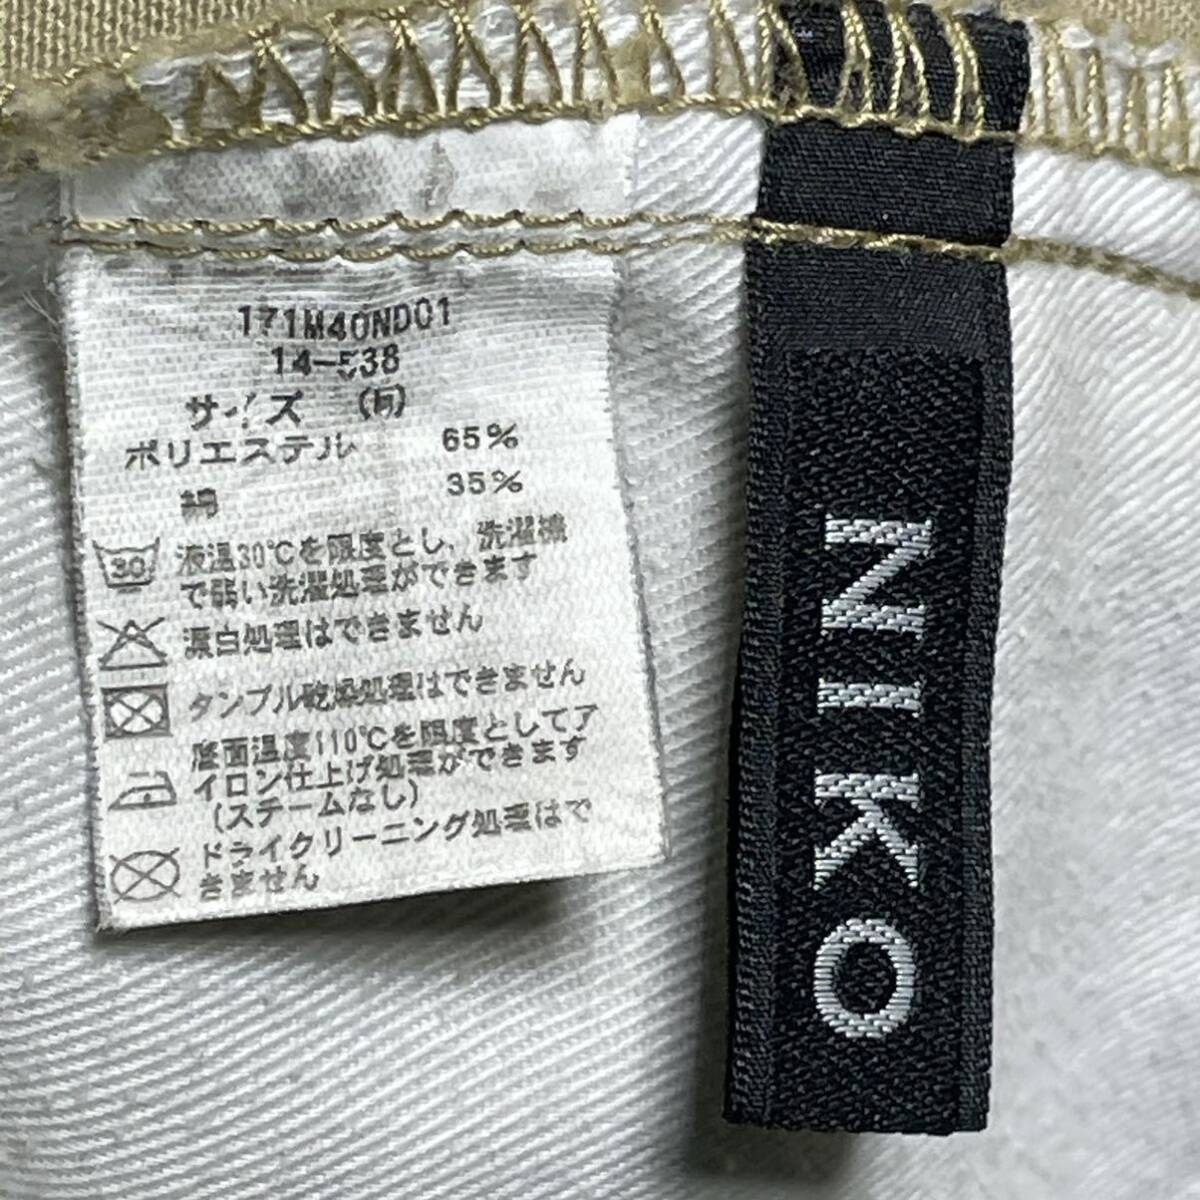 171M40ND01
14-538
サイズ (M)
ポリエステル 65%
綿 35%
30 液温30℃を限度とし、洗濯機
で弱い洗濯処理ができます
漂白処理はできません
タンブル乾燥処理はできません
底面温度110℃を限度としてア
イロン仕上げ処理ができます
(スチームなし)
ドライクリーニング処理はで
きません
NIKO